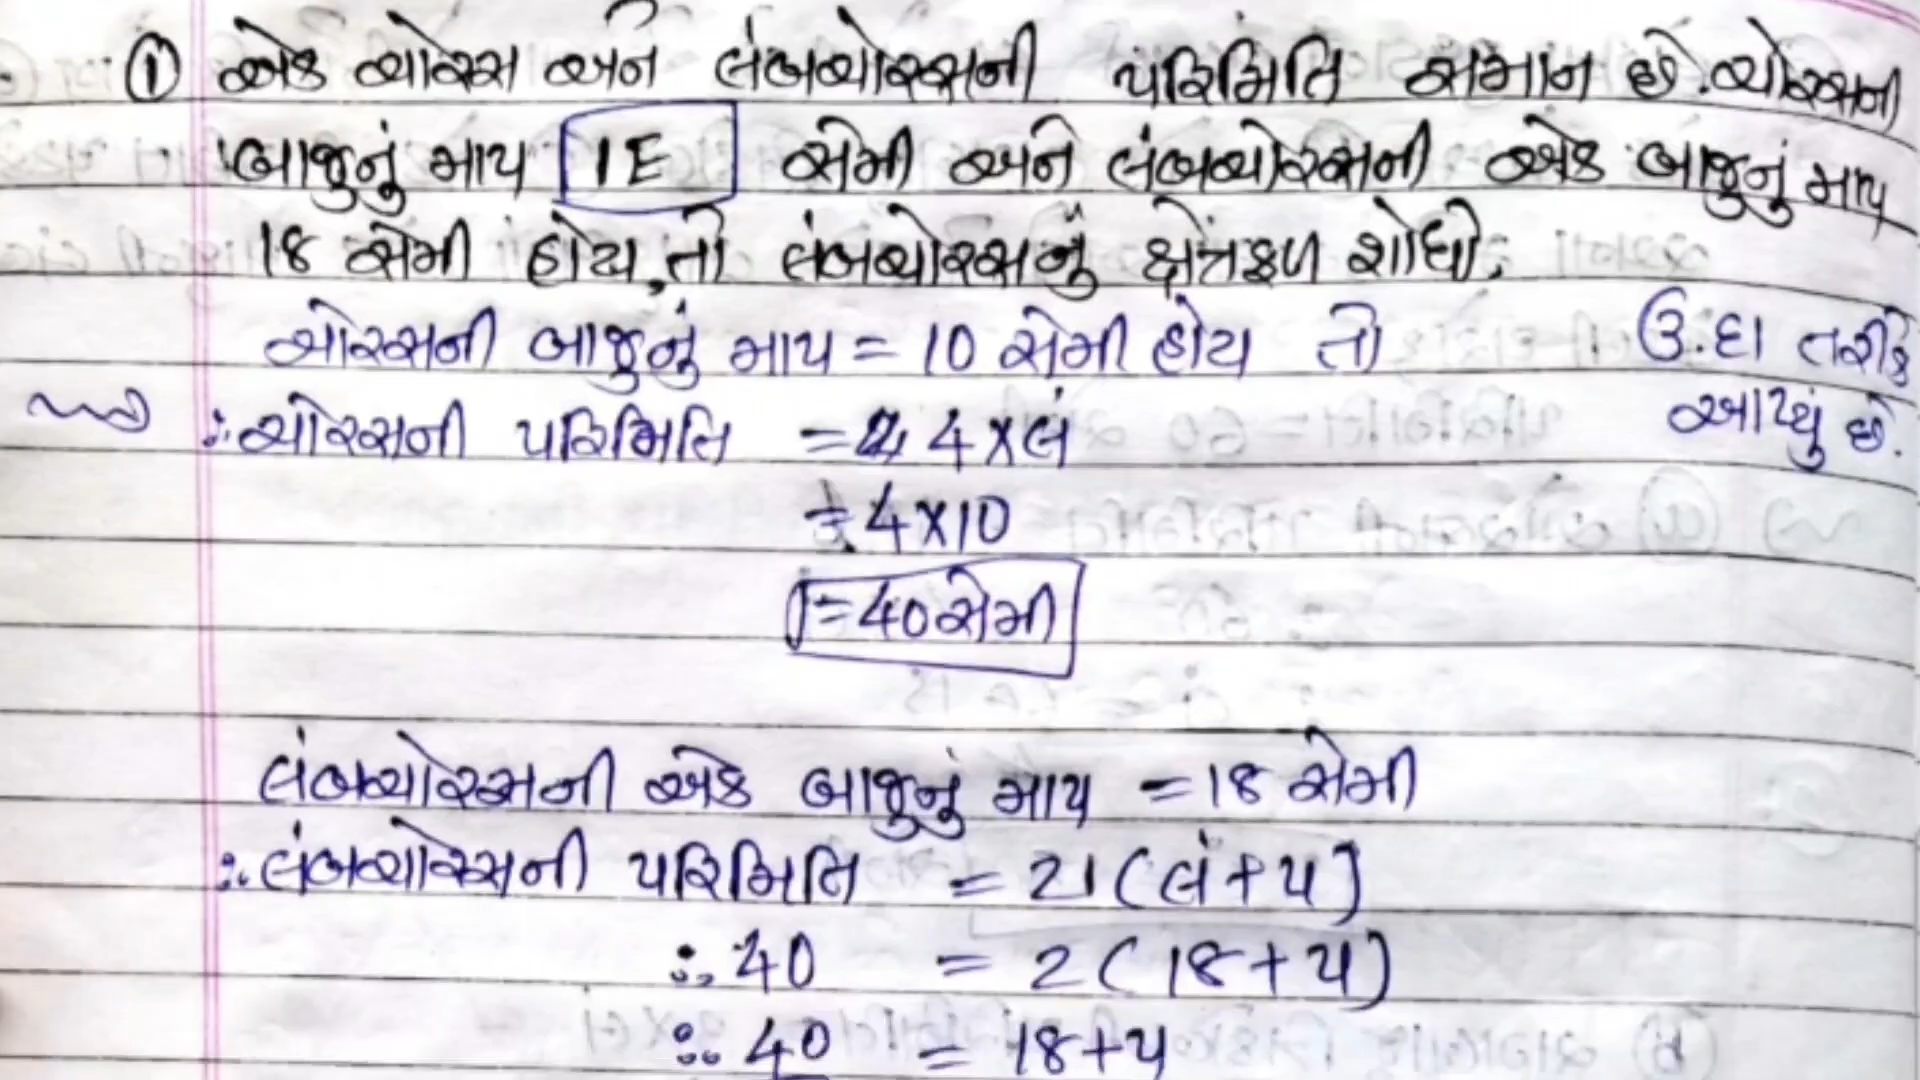 ① એક ચોરસ અને લંબચોરસની પરિમિતિ સમાન છે. ચોરસની
બાજુનું માપ 1E સેમી અને લંબચોરસની એક બાજુનું માપ
18 સેમી હોય, તો લંબચોરસનું ક્ષેત્રફળ શોધો.
ચોરસની બાજુનું માપ = 10 સેમી હોય તો
ઉ.દા તરીકે
આપ્યું છે.
∴ ચોરસની પરિમિતિ = 4 × લં
= 4 × 10
= 40 સેમી
લંબચોરસની એક બાજુનું માપ = 18 સેમી
∴ લંબચોરસની પરિમિતિ = 21 (લં + પ)
∴ 40 = 2 (18 + પ)
∴ 40 = 18 + પ